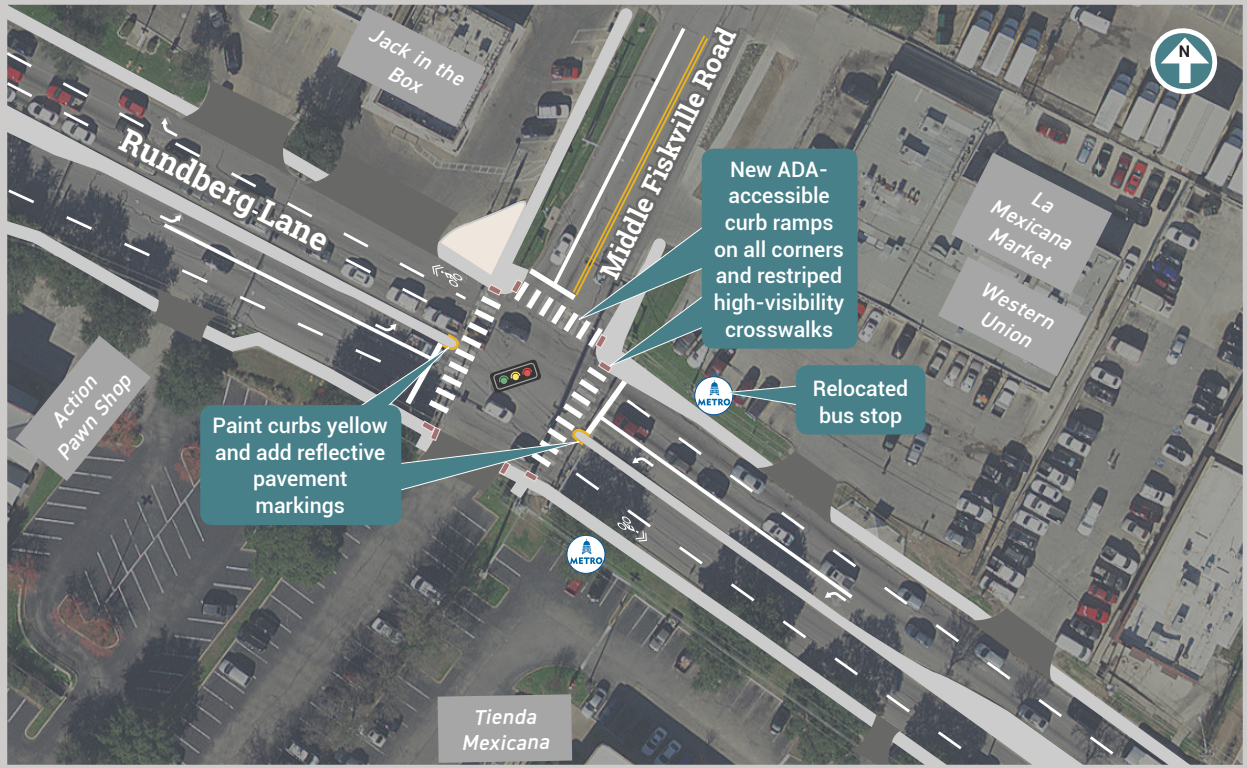 Jack in the
Box
N
Rundberg Lane
Middle Fiskville Road
New ADA-
accessible
curb ramps
on all corners
and restriped
high-visibility
crosswalks
La
Mexicana
Market
Western
Union
METRO
Relocated
bus stop
Action
Pawn Shop
Paint curbs yellow
and add reflective
pavement
markings
METRO
Tienda
Mexicana